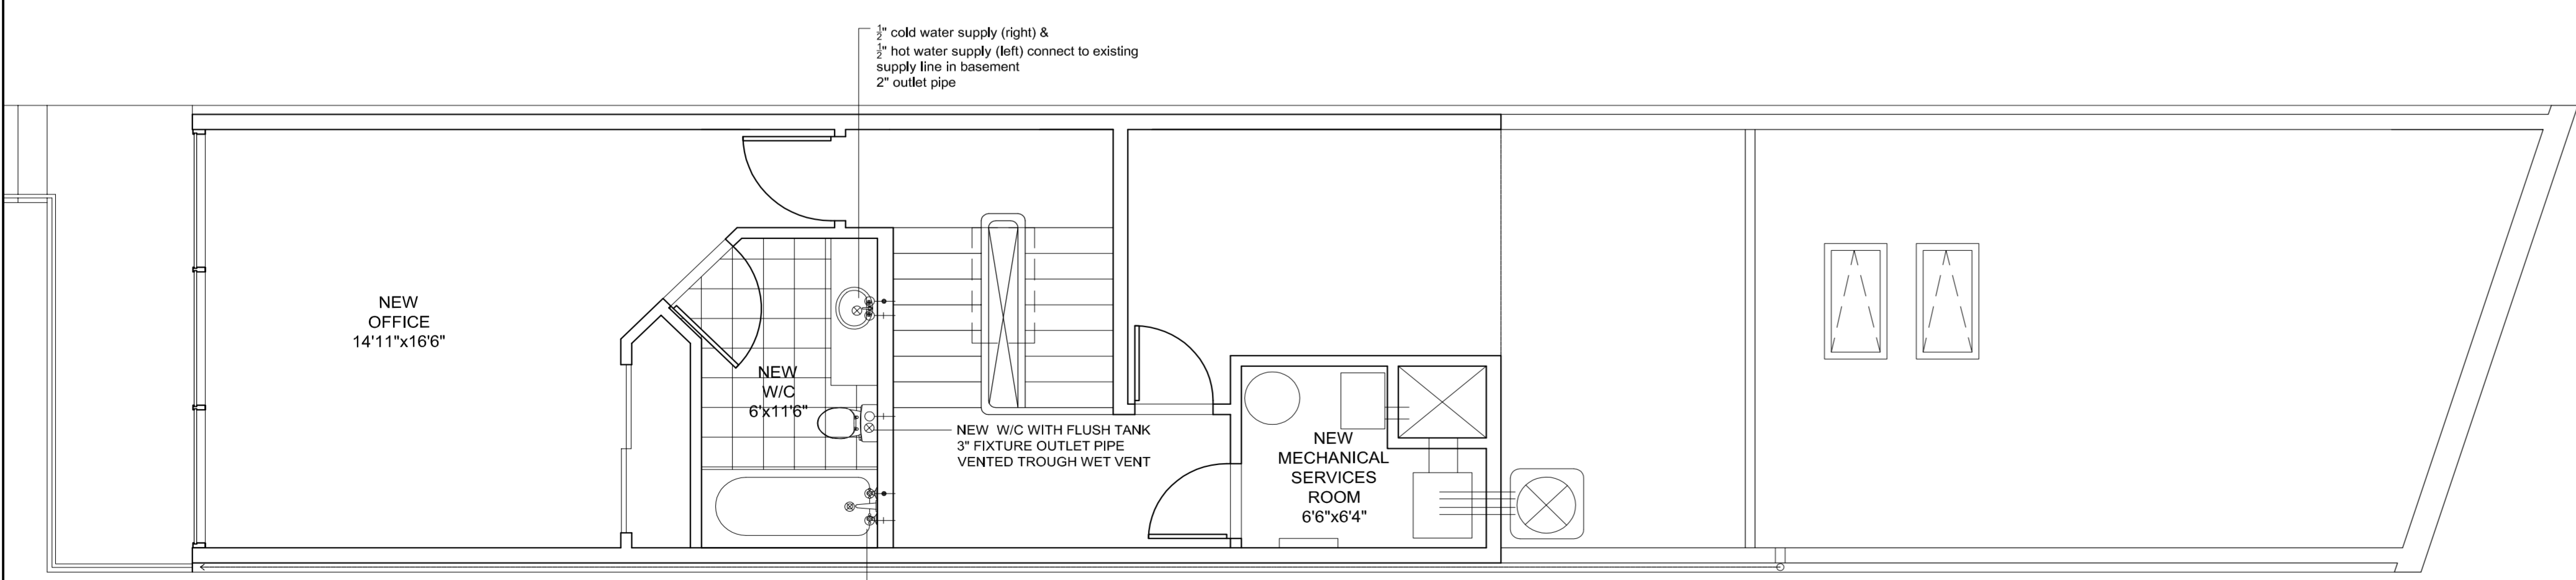 ½" cold water supply (right) &
½" hot water supply (left) connect to existing
supply line in basement
2" outlet pipe
NEW
OFFICE
14'11"x16'6"
NEW
W/C
6'x11'6"
NEW W/C WITH FLUSH TANK
3" FIXTURE OUTLET PIPE
VENTED TROUGH WET VENT
NEW
MECHANICAL
SERVICES
ROOM
6'6"x6'4"